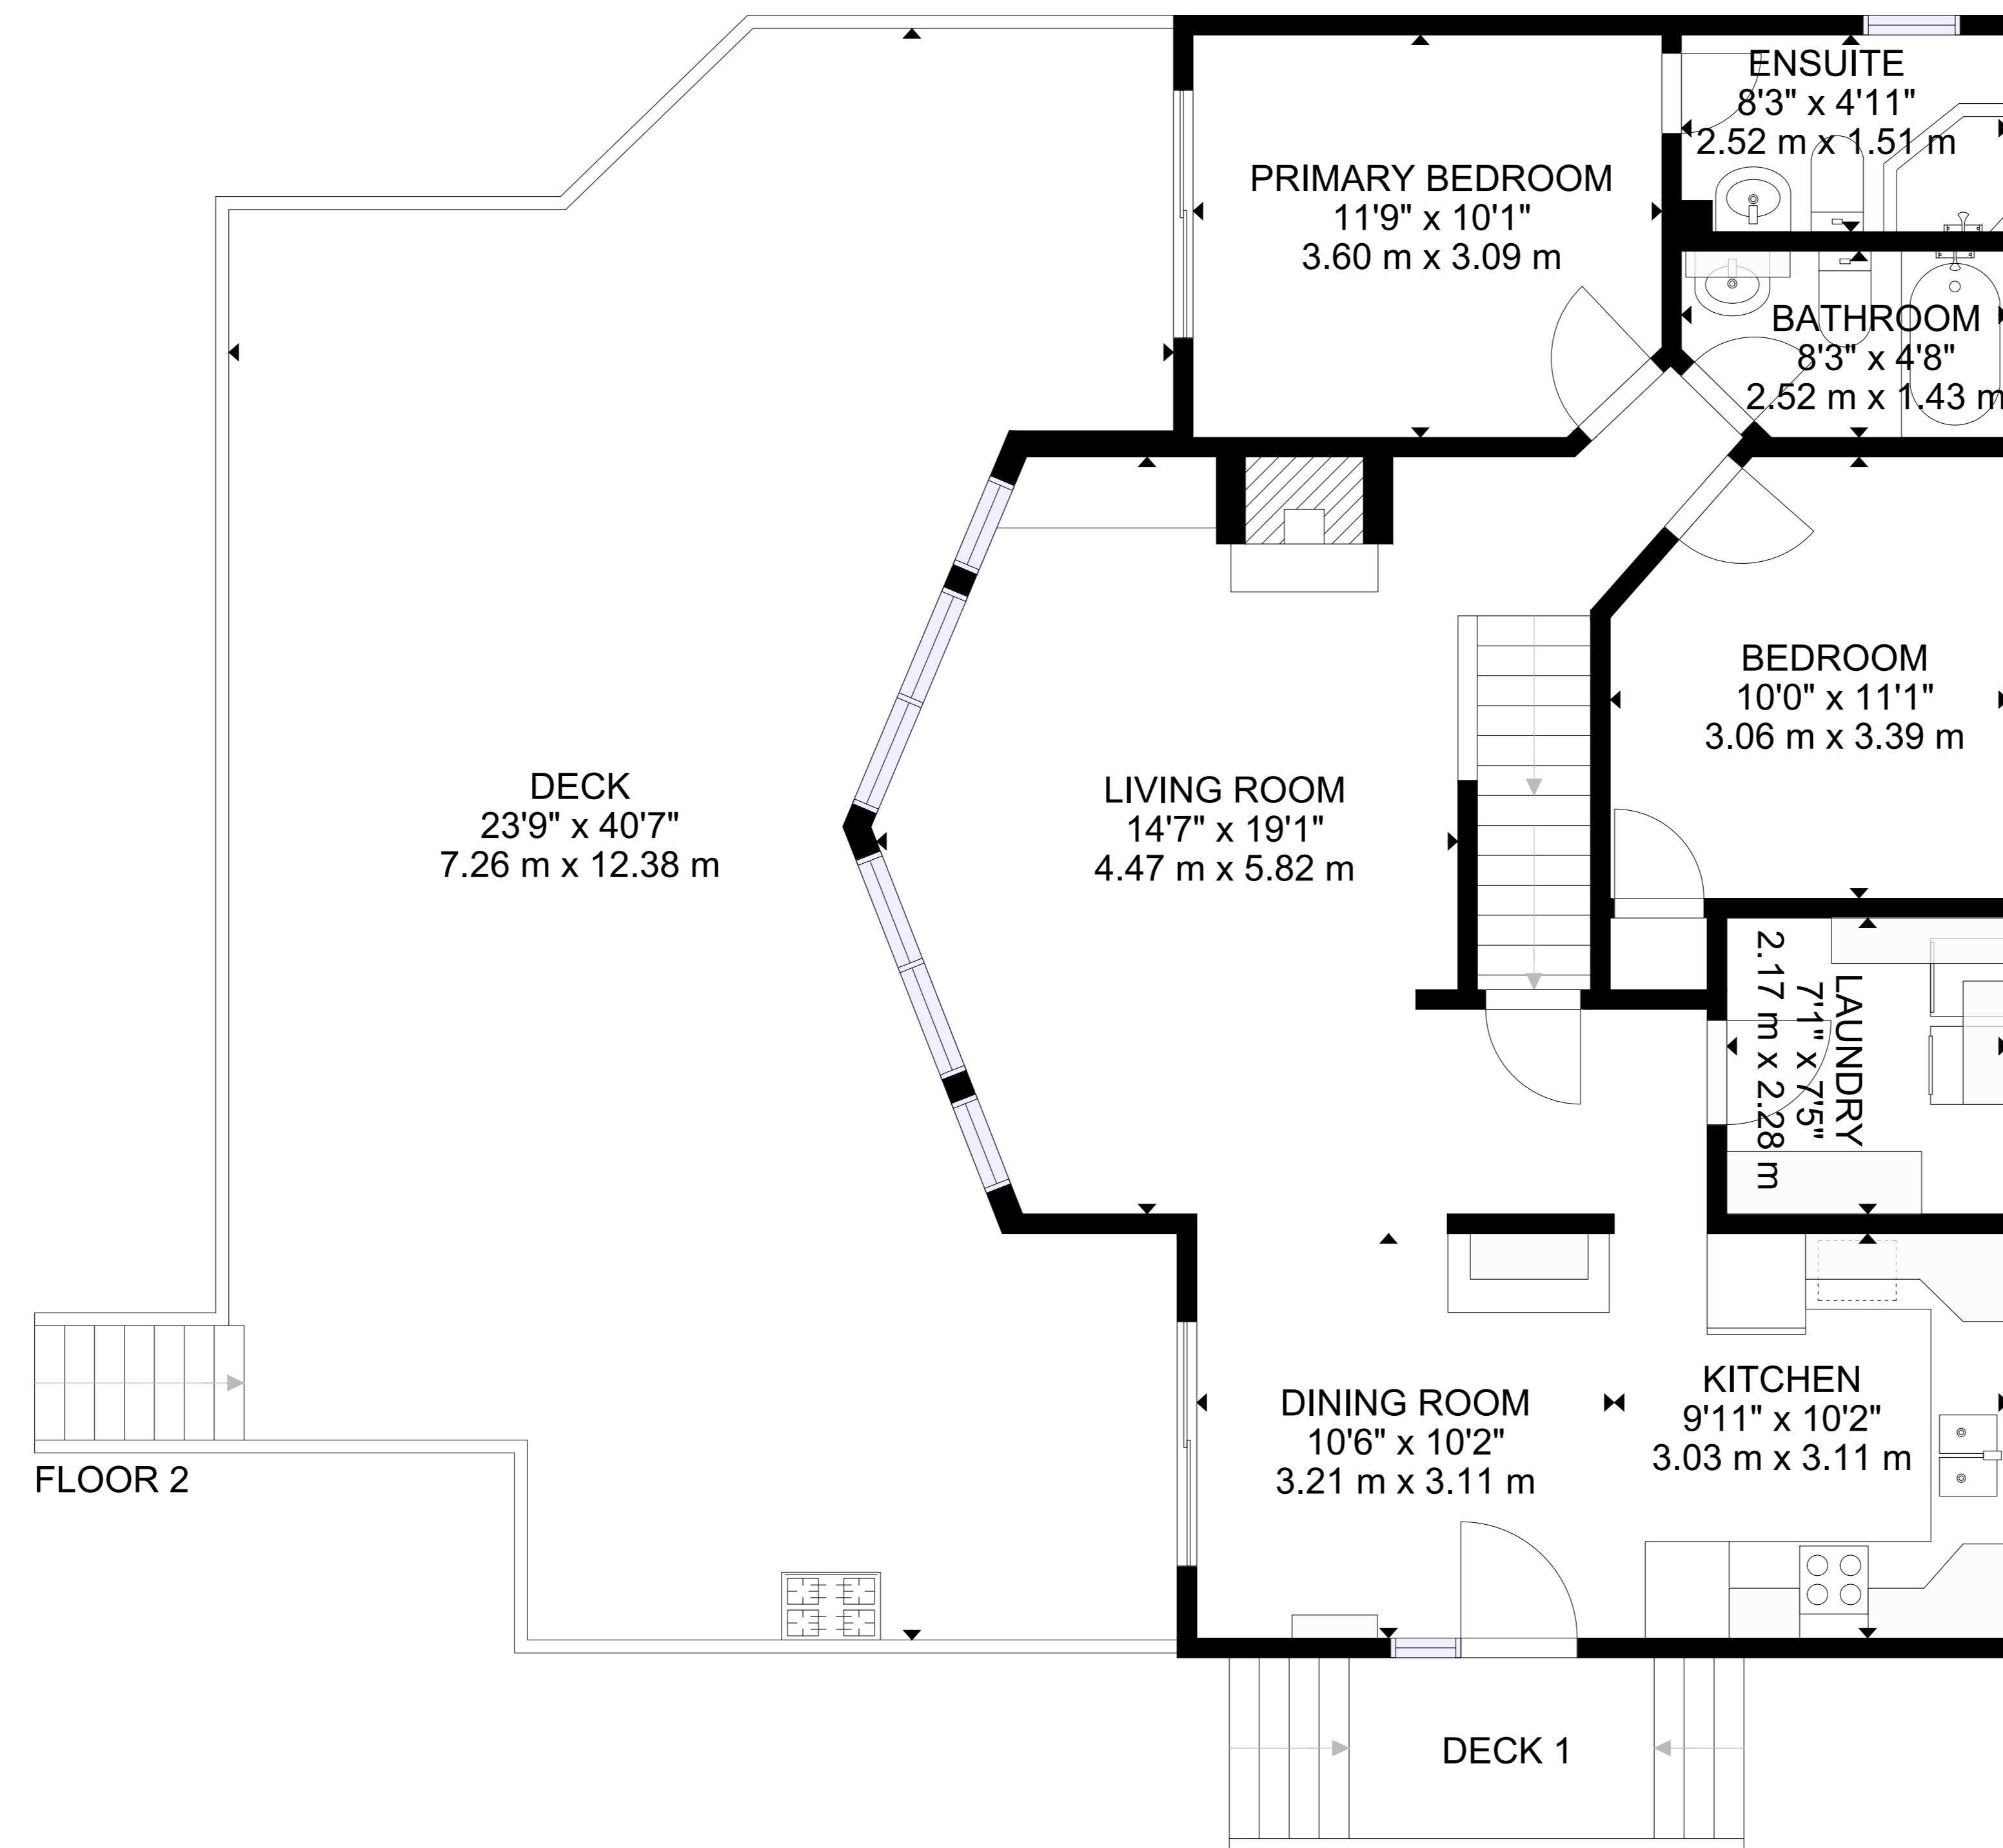 ENSUITE
8'3" x 4'11"
2.52 m x 1.51 m
PRIMARY BEDROOM
11'9" x 10'1"
3.60 m x 3.09 m
BATHROOM
8'3" x 4'8"
2.52 m x 1.43 m
BEDROOM
10'0" x 11'1"
3.06 m x 3.39 m
DECK
23'9" x 40'7"
7.26 m x 12.38 m
LIVING ROOM
14'7" x 19'1"
4.47 m x 5.82 m
LAUNDRY
7'1" x 7'5"
2.17 m x 2.28 m
DINING ROOM
10'6" x 10'2"
3.21 m x 3.11 m
KITCHEN
9'11" x 10'2"
3.03 m x 3.11 m
FLOOR 2
DECK 1